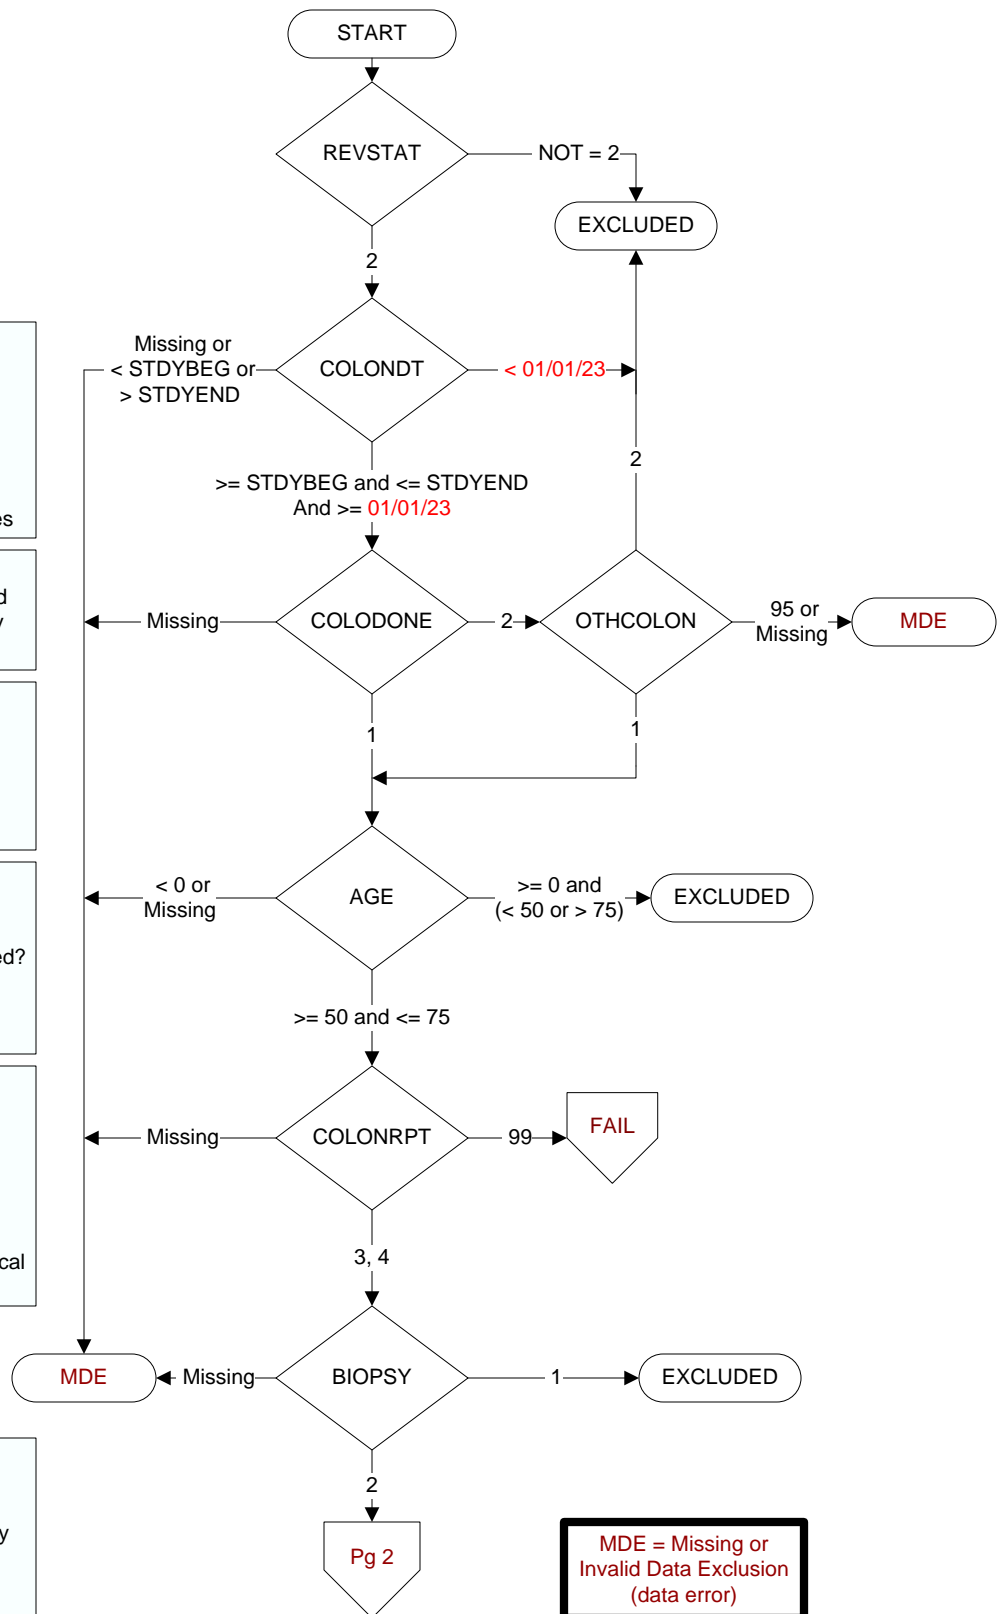 START
REVSTAT
NOT = 2
EXCLUDED
2
Missing or
< STDYBEG or
> STDYEND
COLONDT
< 01/01/23
2
>= STDYBEG and <= STDYEND
And >= 01/01/23
Missing
COLODONE
2
OTHCOLON
95 or
Missing
MDE
1
1
< 0 or
Missing
AGE
>= 0 and
(< 50 or > 75)
EXCLUDED
ed?
>= 50 and <= 75
Missing
COLONRPT
99
FAIL
3, 4
cal
MDE
Missing
BIOPSY
1
EXCLUDED
2
y
Pg 2
MDE = Missing or
Invalid Data Exclusion
(data error)